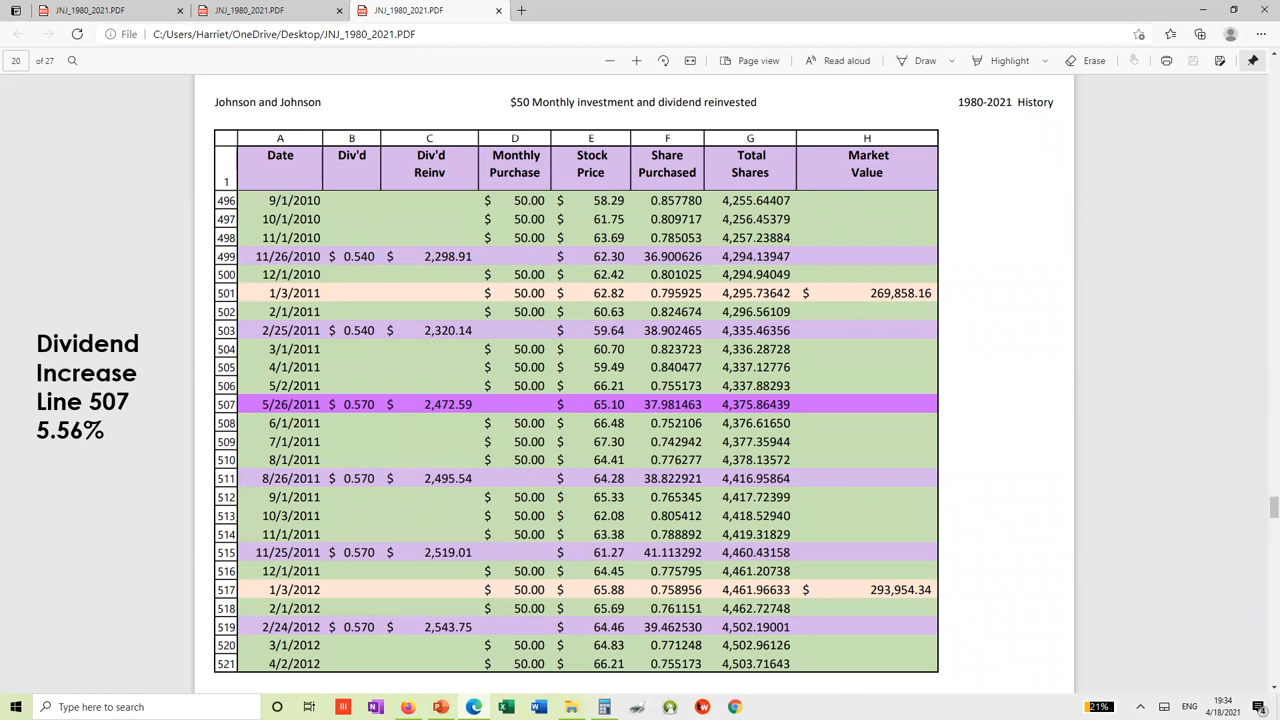 JNJ_1980_2021.PDF
JNJ_1980_2021.PDF
JNJ_1980_2021.PDF
File C:/Users/Harriet/OneDrive/Desktop/JNJ_1980_2021.PDF
20 of 27 Page view Read aloud Draw Highlight Erase
Johnson and Johnson $50 Monthly investment and dividend reinvested 1980-2021 History
A B C D E F G H
Date Div'd Div'd Monthly Stock Share Total Market
1 Reinv Purchase Price Purchased Shares Value
496 9/1/2010 $ 50.00 $ 58.29 0.857780 4,255.64407
497 10/1/2010 $ 50.00 $ 61.75 0.809717 4,256.45379
498 11/1/2010 $ 50.00 $ 63.69 0.785053 4,257.23884
499 11/26/2010 $ 0.540 $ 2,298.91 $ 62.30 36.900626 4,294.13947
500 12/1/2010 $ 50.00 $ 62.42 0.801025 4,294.94049
501 1/3/2011 $ 50.00 $ 62.82 0.795925 4,295.73642 $ 269,858.16
502 2/1/2011 $ 50.00 $ 60.63 0.824674 4,296.56109
503 2/25/2011 $ 0.540 $ 2,320.14 $ 59.64 38.902465 4,335.46356
504 3/1/2011 $ 50.00 $ 60.70 0.823723 4,336.28728
505 4/1/2011 $ 50.00 $ 59.49 0.840477 4,337.12776
506 5/2/2011 $ 50.00 $ 66.21 0.755173 4,337.88293
507 5/26/2011 $ 0.570 $ 2,472.59 $ 65.10 37.981463 4,375.86439
508 6/1/2011 $ 50.00 $ 66.48 0.752106 4,376.61650
509 7/1/2011 $ 50.00 $ 67.30 0.742942 4,377.35944
510 8/1/2011 $ 50.00 $ 64.41 0.776277 4,378.13572
511 8/26/2011 $ 0.570 $ 2,495.54 $ 64.28 38.822921 4,416.95864
512 9/1/2011 $ 50.00 $ 65.33 0.765345 4,417.72399
513 10/3/2011 $ 50.00 $ 62.08 0.805412 4,418.52940
514 11/1/2011 $ 50.00 $ 63.38 0.788892 4,419.31829
515 11/25/2011 $ 0.570 $ 2,519.01 $ 61.27 41.113292 4,460.43158
516 12/1/2011 $ 50.00 $ 64.45 0.775795 4,461.20738
517 1/3/2012 $ 50.00 $ 65.88 0.758956 4,461.96633 $ 293,954.34
518 2/1/2012 $ 50.00 $ 65.69 0.761151 4,462.72748
519 2/24/2012 $ 0.570 $ 2,543.75 $ 64.46 39.462530 4,502.19001
520 3/1/2012 $ 50.00 $ 64.83 0.771248 4,502.96126
521 4/2/2012 $ 50.00 $ 66.21 0.755173 4,503.71643
Dividend
Increase
Line 507
5.56%
Type here to search
21% ENG 19:34
4/18/2021 4